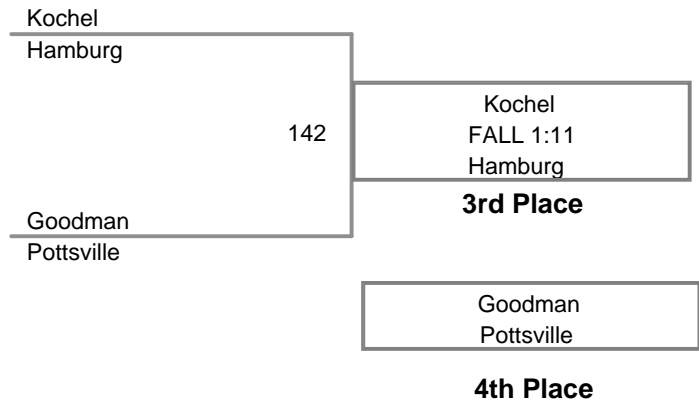 Kochel
Hamburg
142
Kochel
FALL 1:11
Hamburg
3rd Place
Goodman
Pottsville
Goodman
Pottsville
4th Place